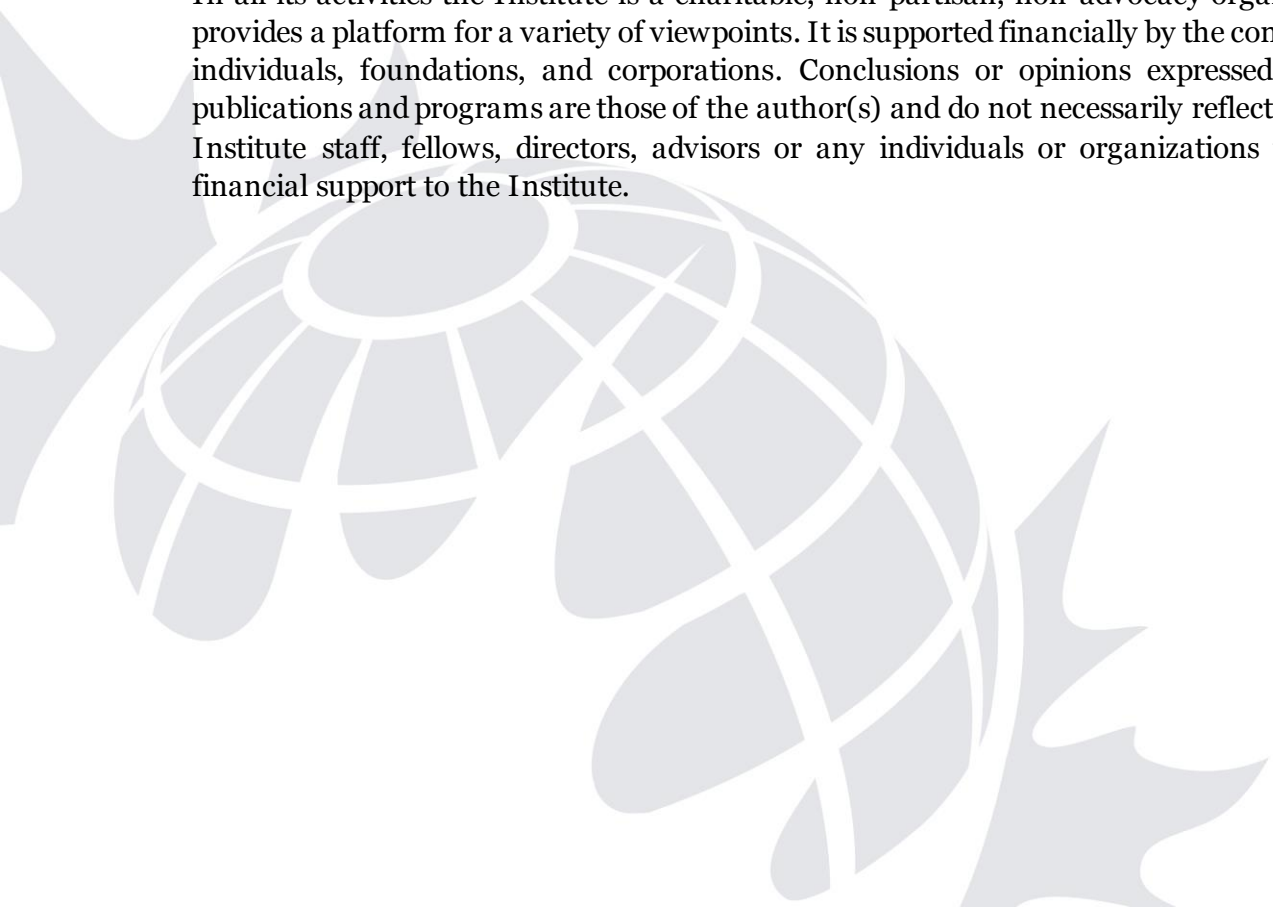 In all its activities the Institute is a charitable, non-partisan, non-advocacy
provides a platform for a variety of viewpoints. It is supported financially by the
individuals, foundations, and corporations. Conclusions or opinions expressed
publications and programs are those of the author(s) and do not necessarily reflect
Institute staff, fellows, directors, advisors or any individuals or organizations
financial support to the Institute.